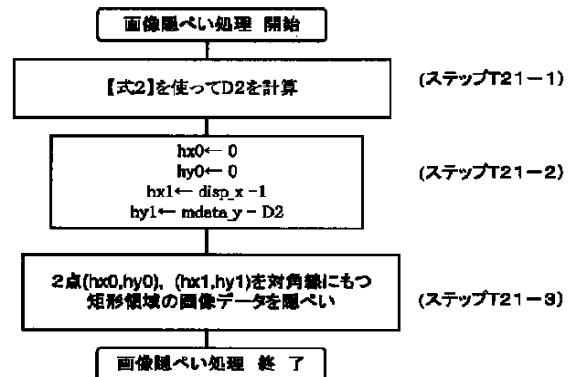 画像隠ぺい処理 開始
【式2】を使ってD2を計算
(ステップT21－1)
hx0← 0
hy0← 0
hx1← disp_x -1
hy1← mdata_y - D2
(ステップT21－2)
2点(hx0,hy0), (hx1,hy1)を対角線にもつ
矩形領域の画像データを隠ぺい
(ステップT21－3)
画像隠ぺい処理 終 了